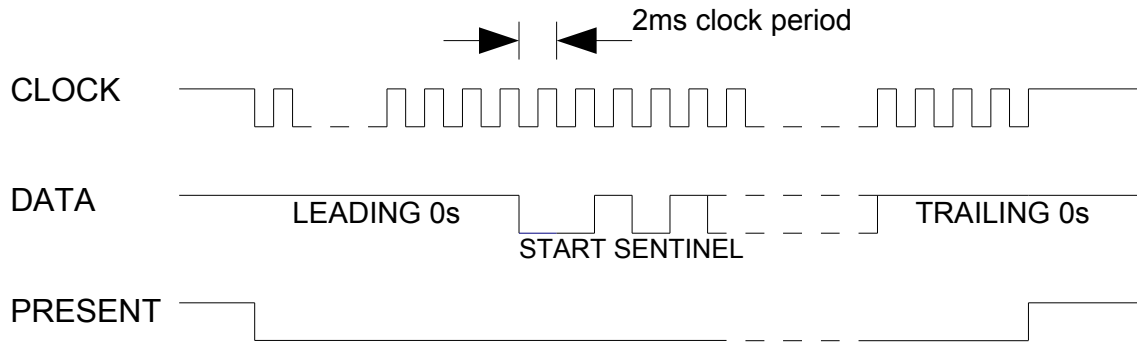 2ms clock period
CLOCK
DATA
LEADING 0s
TRAILING 0s
START SENTINEL
PRESENT